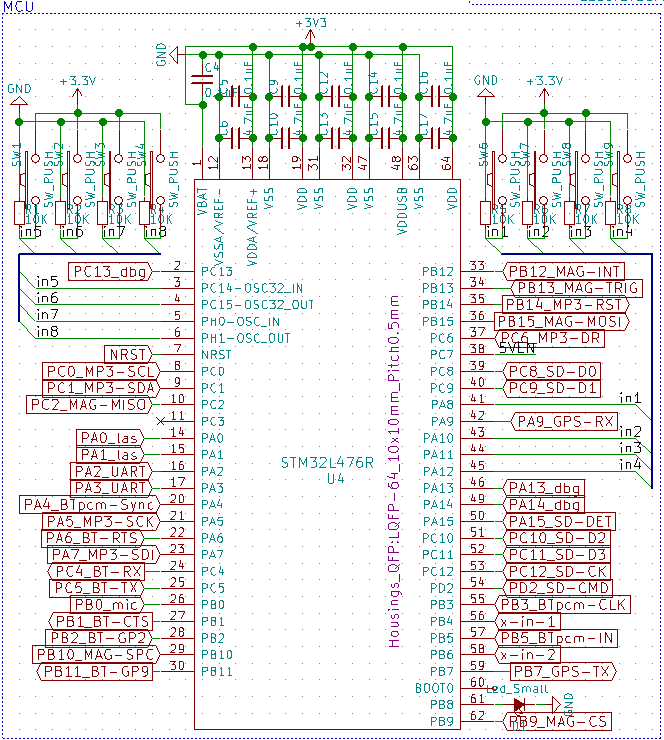 MCU
+3V3
GND
C4
0.1uF
C5
0.1uF
C9
0.1uF
C12
0.1uF
C14
0.1uF
C16
0.1uF
C6
4.7uF
C10
4.7uF
C13
4.7uF
C15
4.7uF
C17
4.7uF
GND
+3.3V
SW1
SW_PUSH
SW2
SW_PUSH
SW3
SW_PUSH
SW4
SW_PUSH
10K
10K
10K
10K
in5
in6
in7
in8
GND
+3.3V
SW6
SW_PUSH
SW7
SW_PUSH
SW8
SW_PUSH
SW9
SW_PUSH
10K
10K
10K
10K
in1
in2
in3
in4
1 VBAT
12 VSSA/VREF-
13 VDDA/VREF+
18 VSS
19 VDD
31 VSS
32 VDD
47 VSS
48 VDDUSB
63 VSS
64 VDD
PC13_dbg 2 PC13
in5 3 PC14-OSC32_IN
in6 4 PC15-OSC32_OUT
in7 5 PH0-OSC_IN
in8 6 PH1-OSC_OUT
NRST 7 NRST
PC0_MP3-SCL 8 PC0
PC1_MP3-SDA 9 PC1
PC2_MAG-MISO 10 PC2
11 PC3
PA0_las 14 PA0
PA1_las 15 PA1
PA2_UART 16 PA2
PA3_UART 17 PA3
PA4_BTpcm-Sync 20 PA4
PA5_MP3-SCK 21 PA5
PA6_BT-RTS 22 PA6
PA7_MP3-SDI 23 PA7
PC4_BT-RX 24 PC4
PC5_BT-TX 25 PC5
PB0_mic 26 PB0
PB1_BT-CTS 27 PB1
PB2_BT-GP2 28 PB2
PB10_MAG-SPC 29 PB10
PB11_BT-GP9 30 PB11
STM32L476R
U4
Housings_QFP:LQFP-64_10x10mm_Pitch0.5mm
PB12 33 PB12_MAG-INT
PB13 34 PB13_MAG-TRIG
PB14 35 PB14_MP3-RST
PB15 36 PB15_MAG-MOSI
PC6 37 PC6_MP3-DR
PC7 38 5VEN
PC8 39 PC8_SD-D0
PC9 40 PC9_SD-D1
PA8 41 in1
PA9 42 PA9_GPS-RX
PA10 43 in2
PA11 44 in3
PA12 45 in4
PA13 46 PA13_dbg
PA14 49 PA14_dbg
PA15 50 PA15_SD-DET
PC10 51 PC10_SD-D2
PC11 52 PC11_SD-D3
PC12 53 PC12_SD-CK
PD2 54 PD2_SD-CMD
PB3 55 PB3_BTpcm-CLK
PB4 56 x-in-1
PB5 57 PB5_BTpcm-IN
PB6 58 x-in-2
PB7 59 PB7_GPS-TX
BOOT0 60
Led_Small
PB8 61 GND
PB9 62 PB9_MAG-CS